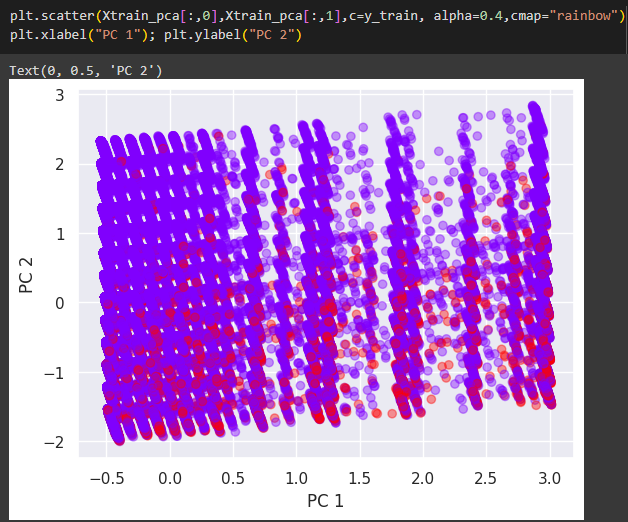 plt.scatter(Xtrain_pca[:,0],Xtrain_pca[:,1],c=y_train, alpha=0.4,cmap="rainbow")
plt.xlabel("PC 1"); plt.ylabel("PC 2")
Text(0, 0.5, 'PC 2')
3
2
1
0
−1
−2
PC 2
−0.5 0.0 0.5 1.0 1.5 2.0 2.5 3.0
PC 1